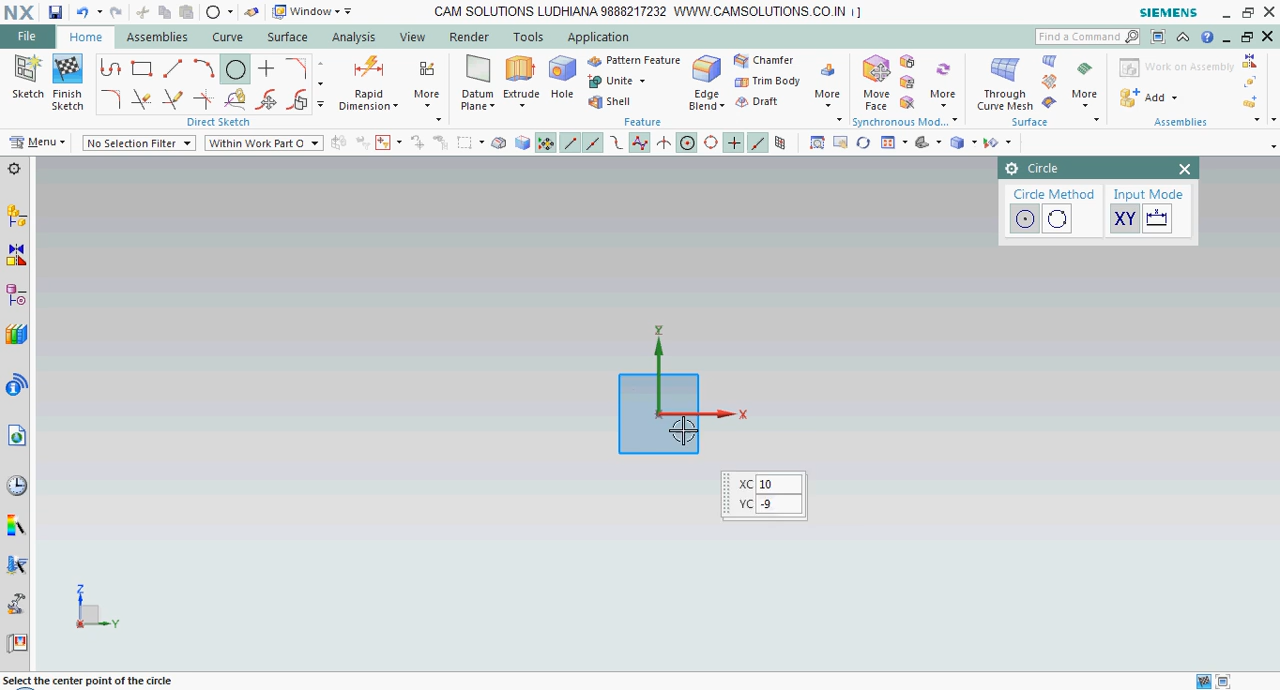 NX Window CAM SOLUTIONS LUDHIANA 9888217232 WWW.CAMSOLUTIONS.CO.IN ı ] SIEMENS
File Home Assemblies Curve Surface Analysis View Render Tools Application Find a Command
Sketch Finish Sketch Rapid Dimension More Datum Plane Extrude Hole Pattern Feature Unite Shell Edge Blend Chamfer Trim Body Draft More Move Face More Through Curve Mesh More Work on Assembly Add
Direct Sketch Feature Synchronous Mod... Surface Assemblies
Menu No Selection Filter Within Work Part O
Circle
Circle Method Input Mode
XY
Y
X
XC 10
YC -9
Z
Y
Select the center point of the circle